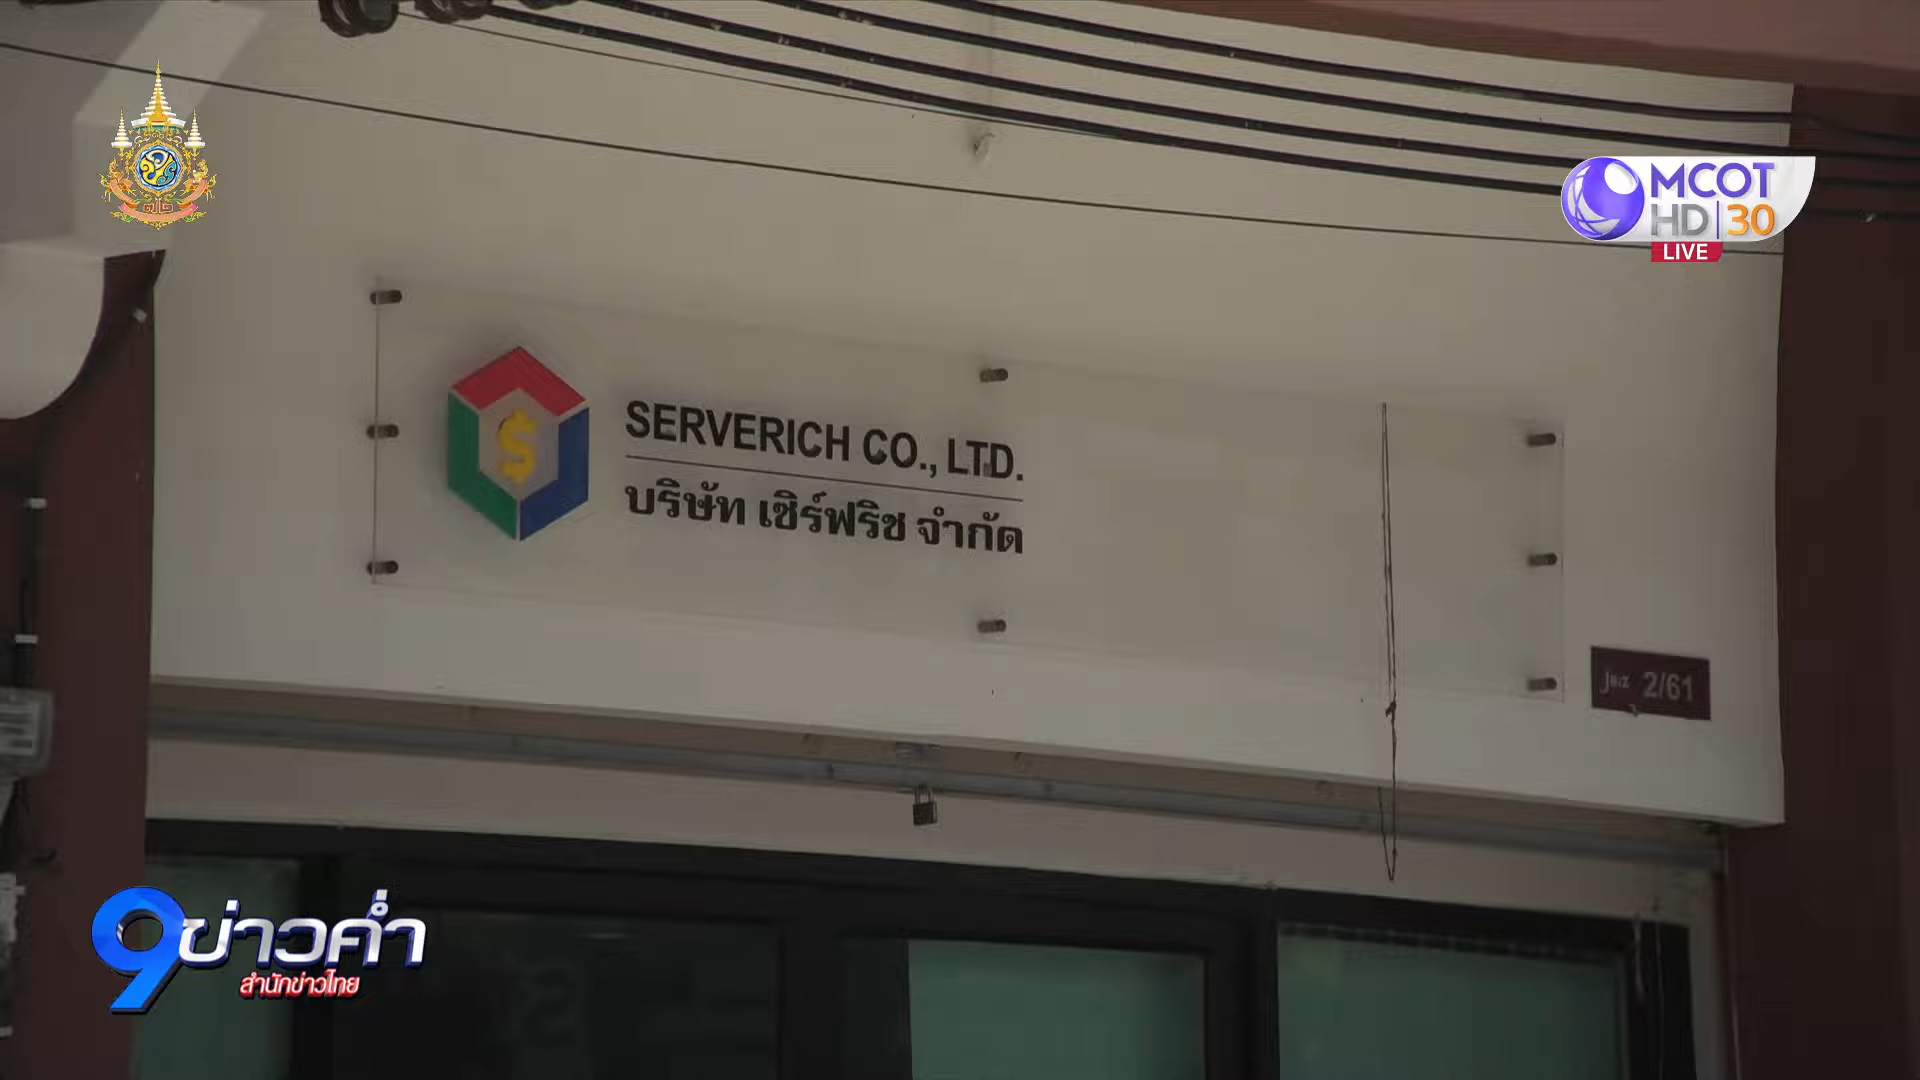 MCOT
HD 30
LIVE
SERVERICH CO., LTD.
บริษัท เซิร์ฟริช จำกัด
JBIZ 2/61
9ข่าวค่ำ
สำนักข่าวไทย